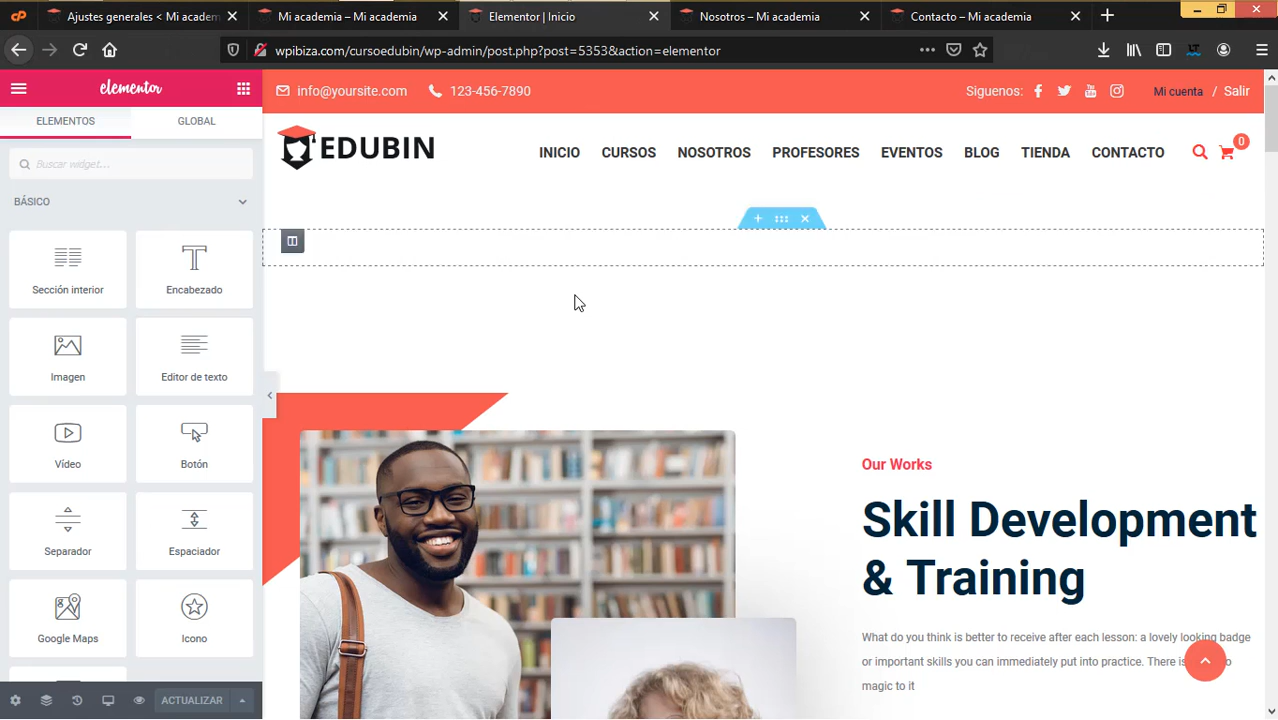 Ajustes generales < Mi academ
Mi academia – Mi academia
Elementor | Inicio
Nosotros – Mi academia
Contacto – Mi academia
wpibiza.com/cursoedubin/wp-admin/post.php?post=5353&action=elementor
elementor
ELEMENTOS
GLOBAL
Buscar widget...
BÁSICO
Sección interior
Encabezado
Imagen
Editor de texto
Vídeo
Botón
Separador
Espaciador
Google Maps
Icono
ACTUALIZAR
info@yoursite.com
123-456-7890
Siguenos:
Mi cuenta / Salir
EDUBIN
INICIO
CURSOS
NOSOTROS
PROFESORES
EVENTOS
BLOG
TIENDA
CONTACTO
0
Our Works
Skill Development
& Training
What do you think is better to receive after each lesson: a lovely looking badge
or important skills you can immediately put into practice. There is
o
magic to it